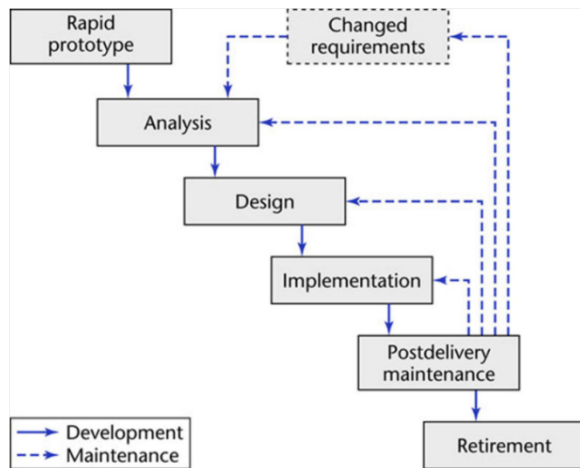 Rapid
prototype
Changed
requirements
Analysis
Design
Implementation
Postdelivery
maintenance
Retirement
Development
Maintenance